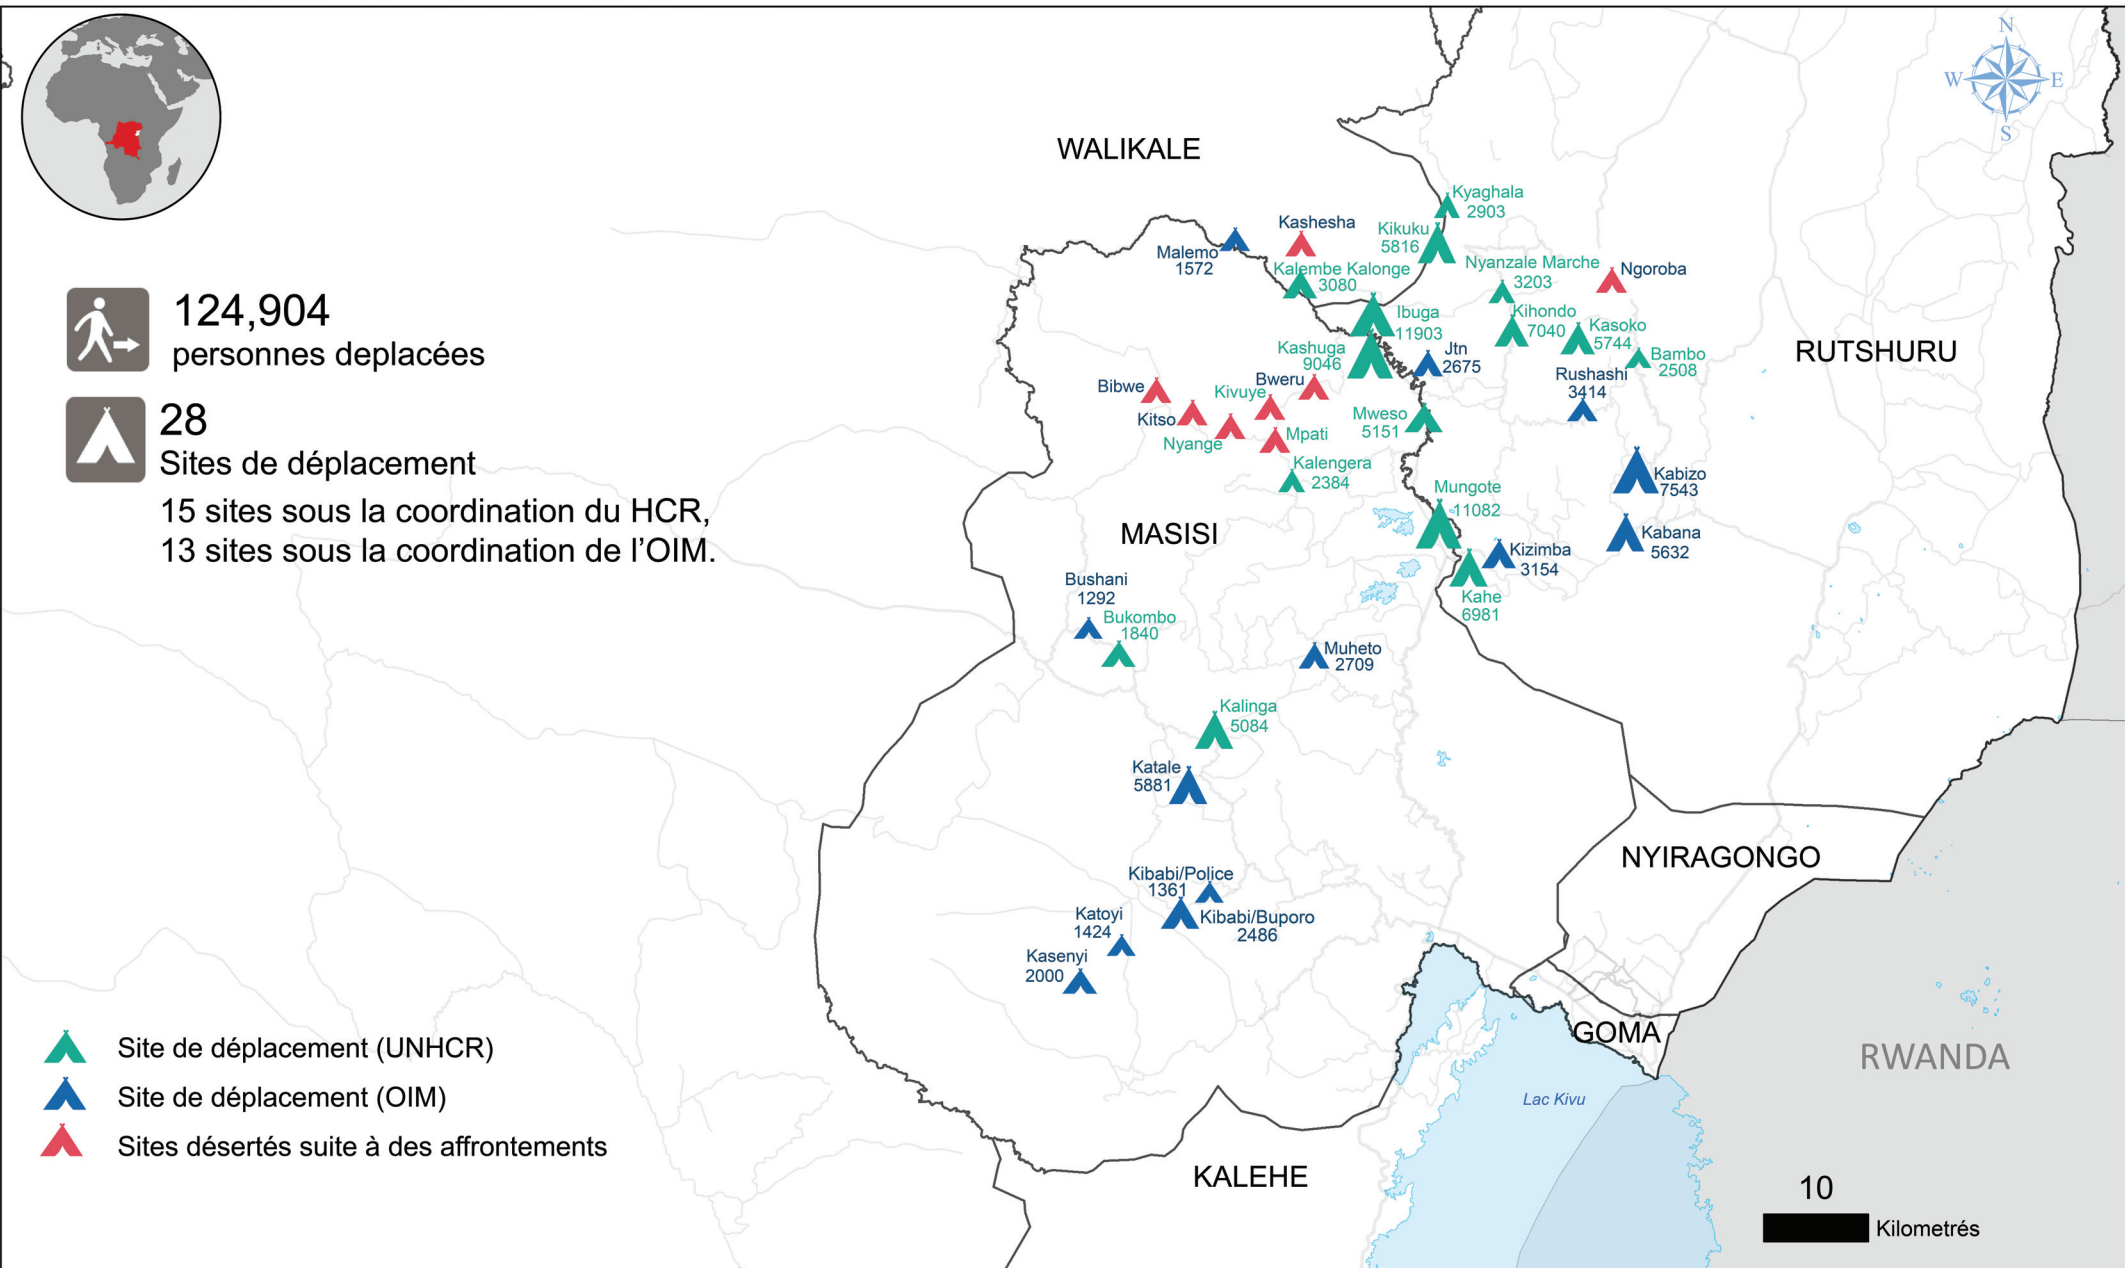 N
W
E
S
124,904
personnes deplacées
28
Sites de déplacement
15 sites sous la coordination du HCR,
13 sites sous la coordination de l'OIM.
WALIKALE
Kyaghala
2903
Kashesha
Kikuku
5816
Malemo
1572
Kalembe Kalonge
3080
Nyanzale Marche
3203
Ngoroba
Ibuga
11903
Kihondo
7040
Kasoko
5744
Kashuga
9046
Jtn
2675
Bambo
2508
RUTSHURU
Rushashi
3414
Bibwe
Kivuye
Bweru
Kitso
Nyange
Mpati
Mweso
5151
Kalengera
2384
Kabizo
7543
Mungote
11082
MASISI
Kabana
5632
Kizimba
3154
Kahe
6981
Bushani
1292
Bukombo
1840
Muheto
2709
Kalinga
5084
Katale
5881
NYIRAGONGO
Kibabi/Police
1361
Kibabi/Buporo
2486
Katoyi
1424
Kasenyi
2000
GOMA
RWANDA
Lac Kivu
KALEHE
Site de déplacement (UNHCR)
Site de déplacement (OIM)
Sites désertés suite à des affrontements
10
Kilometrés